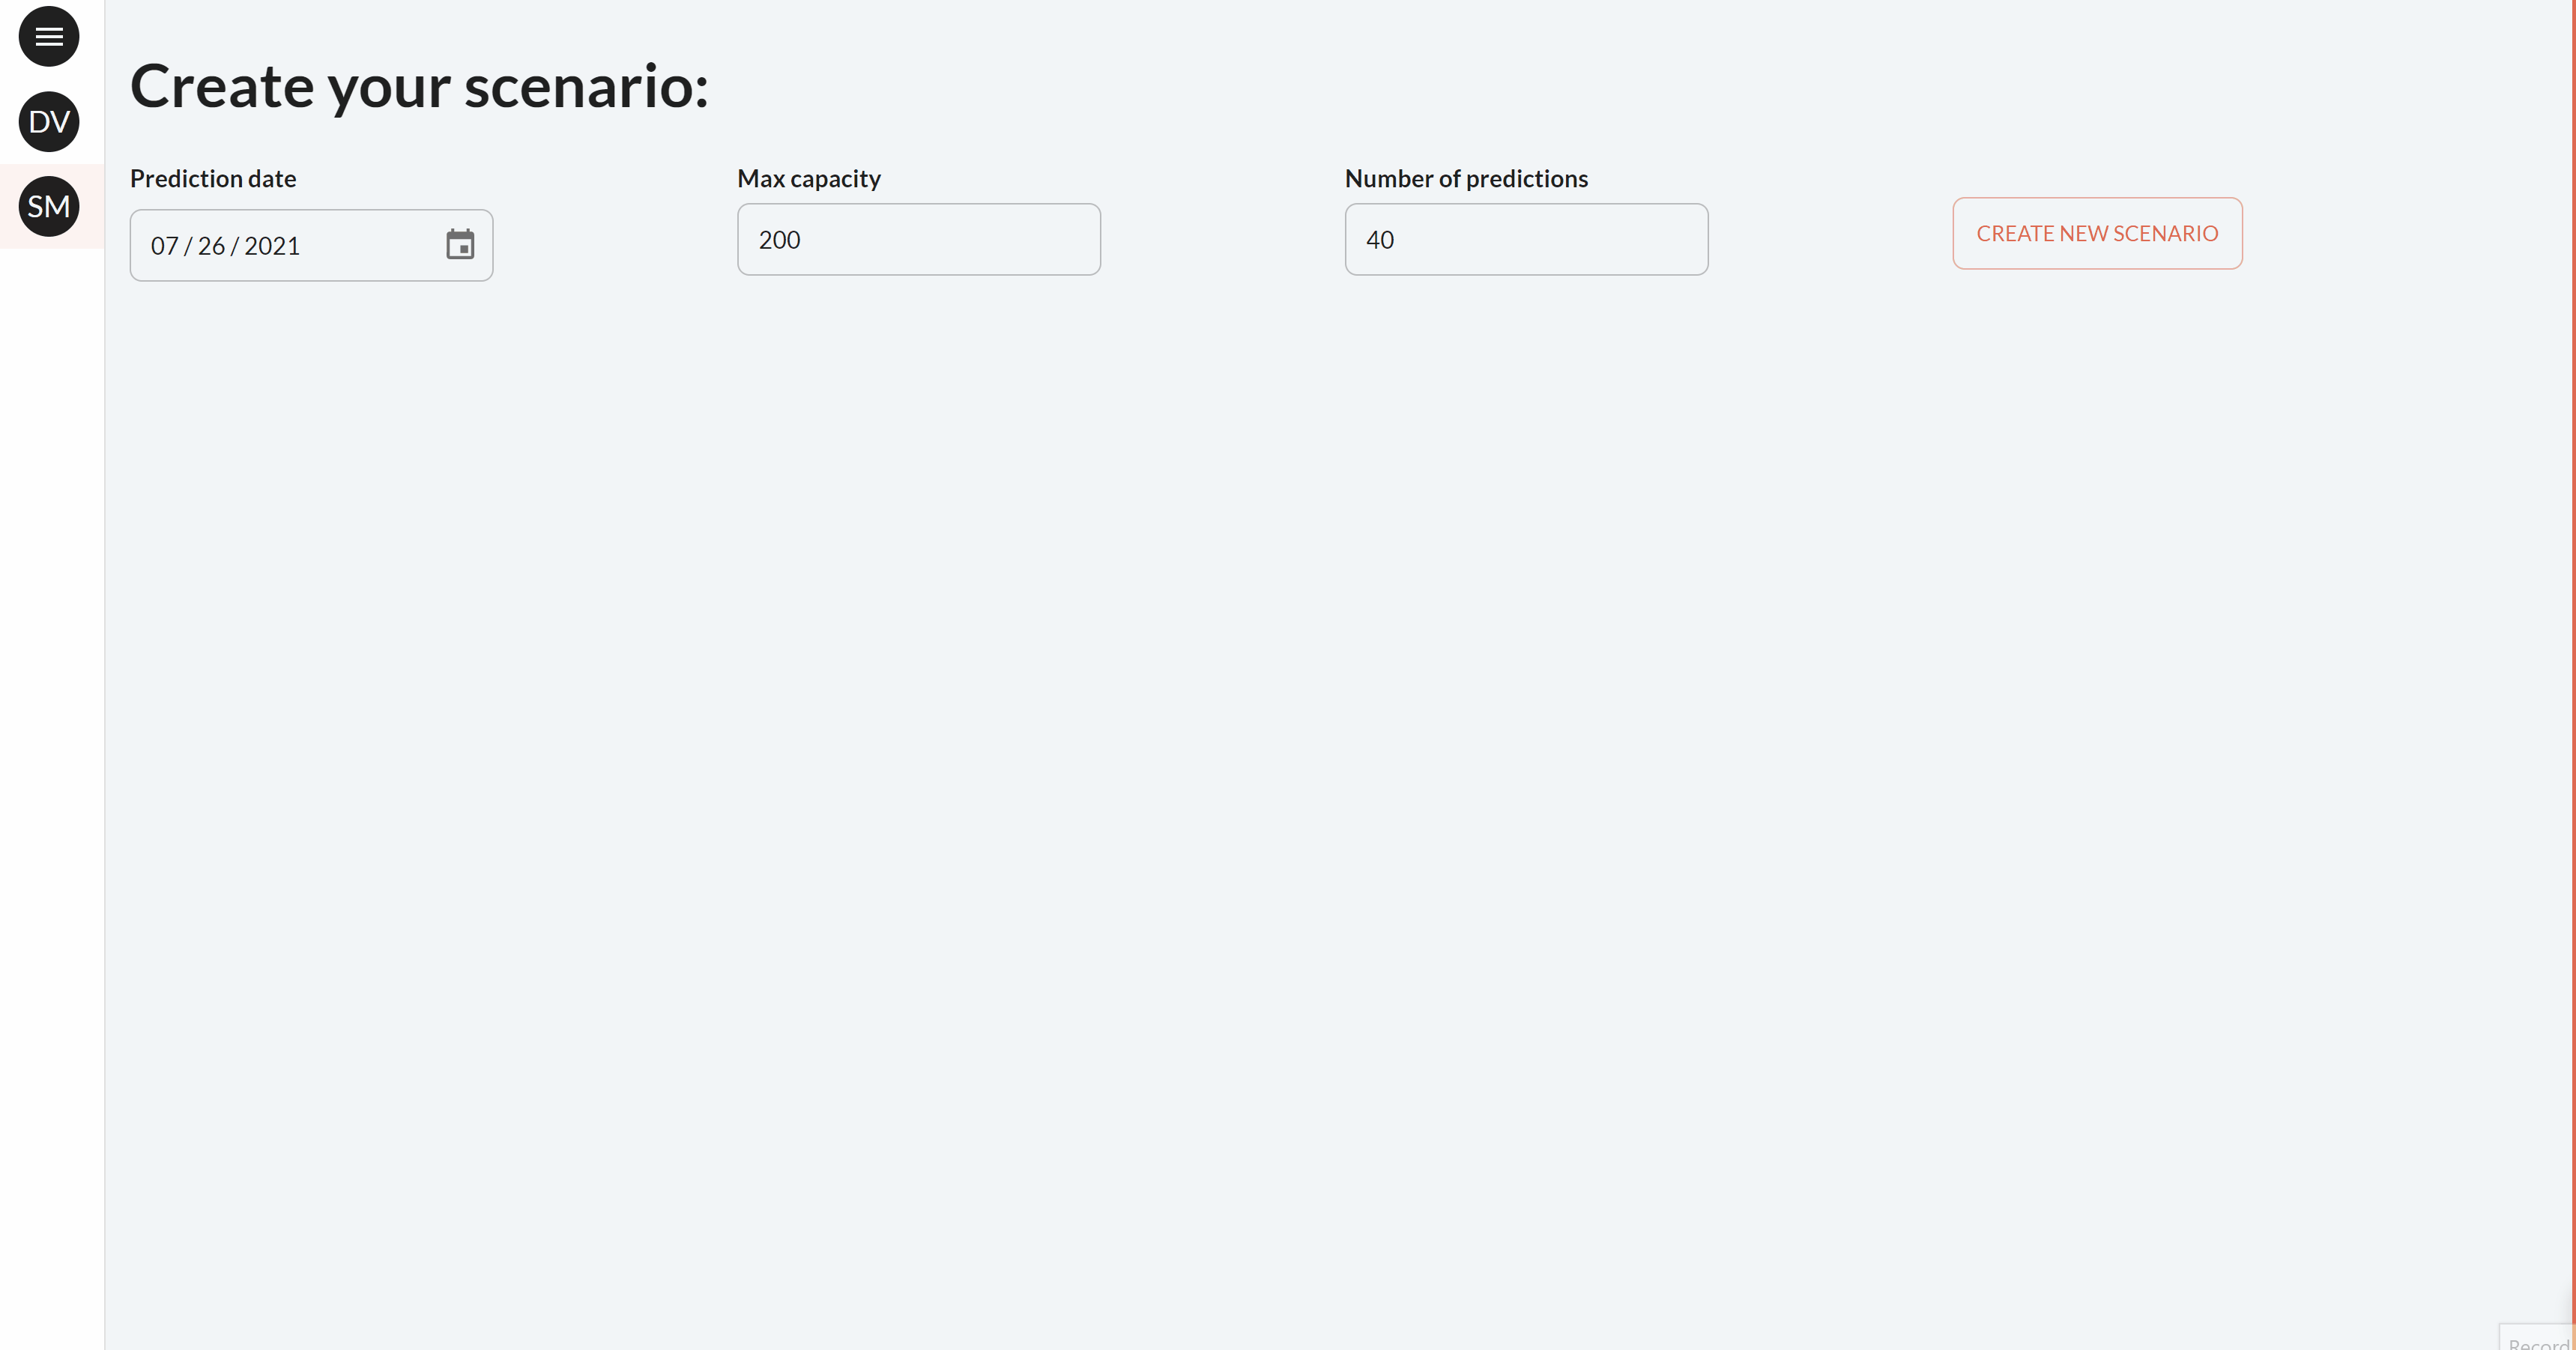 Create your scenario:
DV
SM
Prediction date
Max capacity
Number of predictions
07 / 26 / 2021
200
40
CREATE NEW SCENARIO
Record